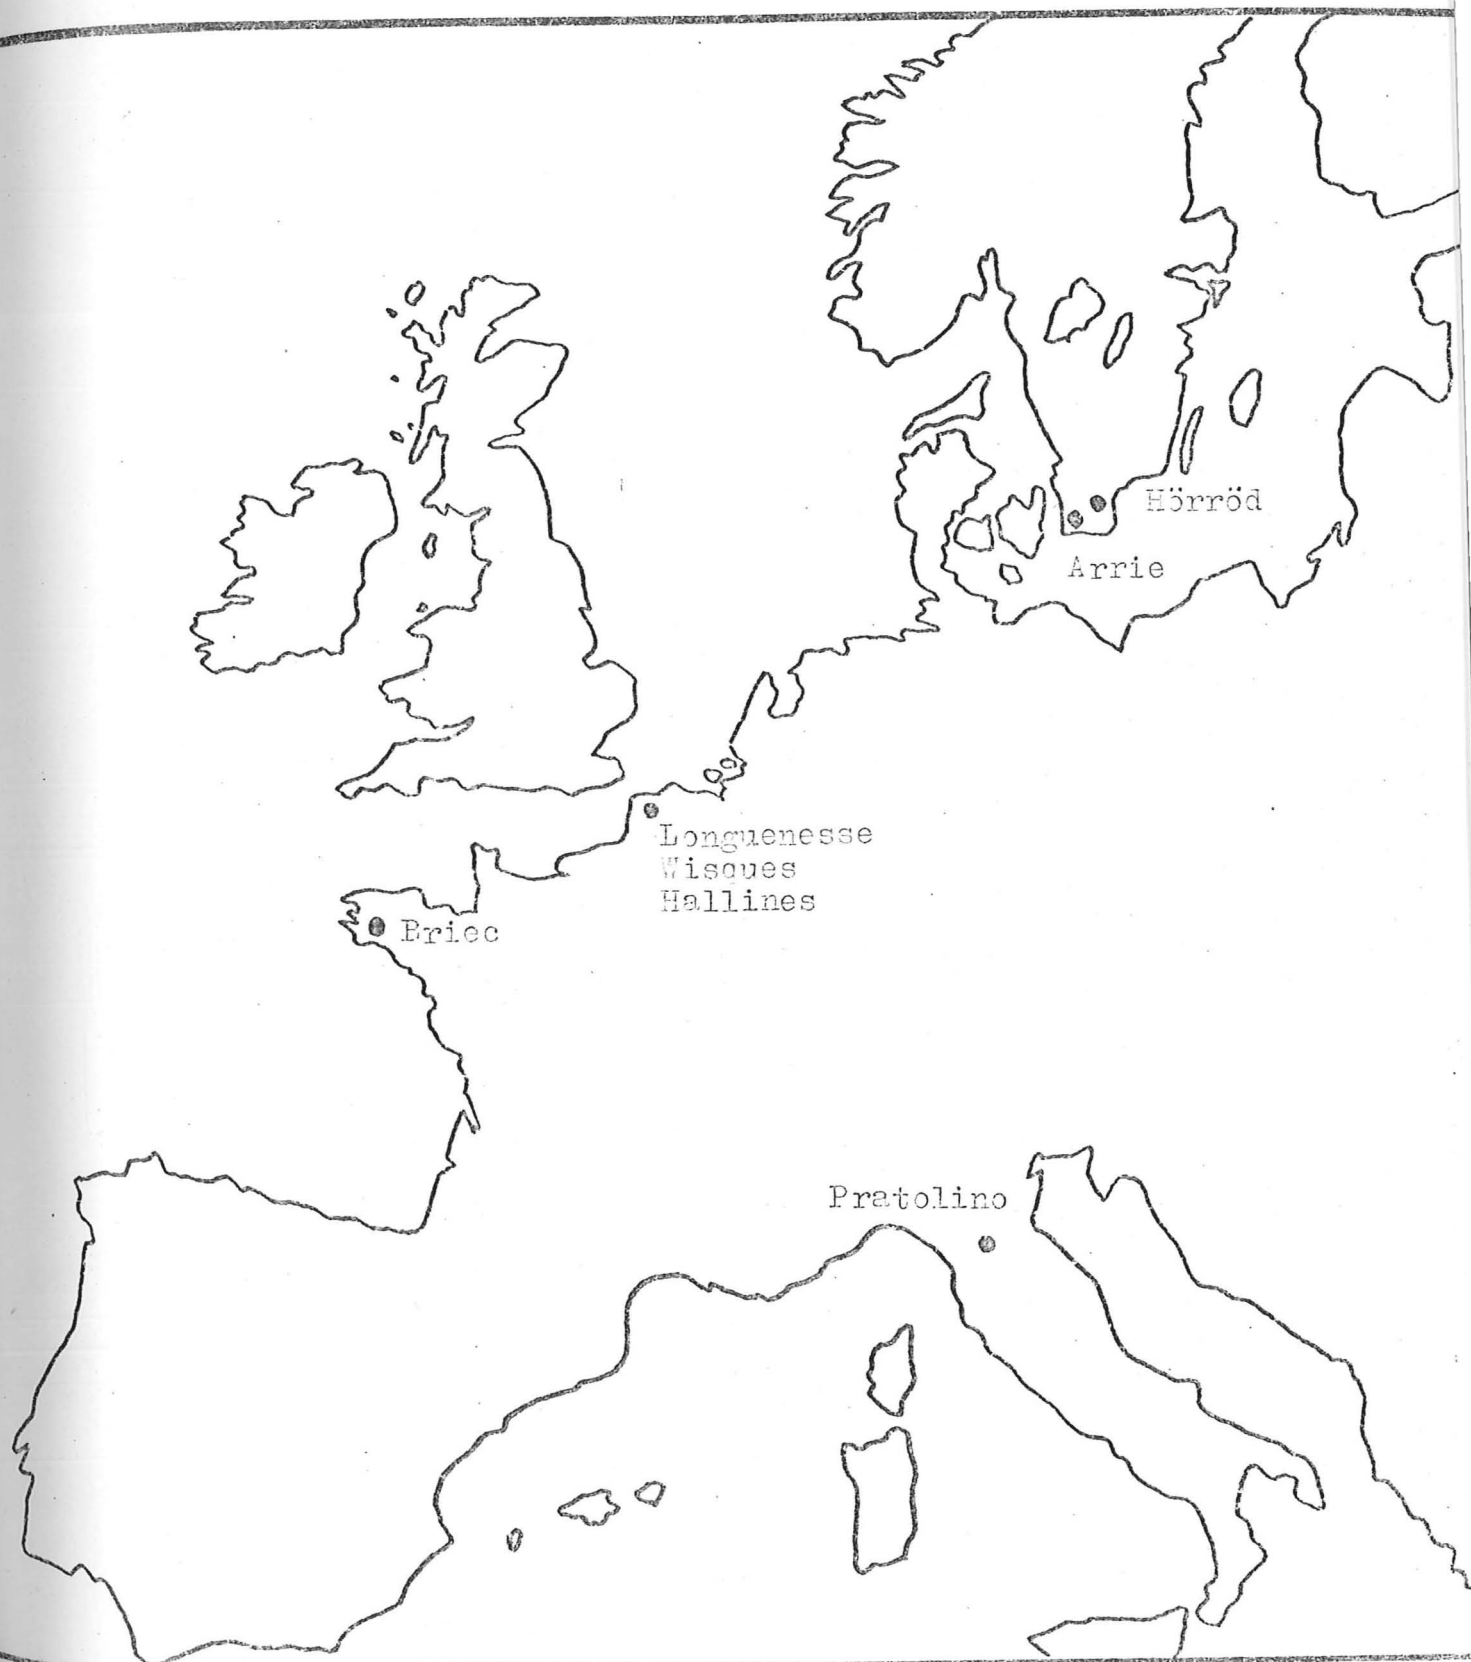 Hörröd
Arrie
Longuenesse
Wisques
Hallines
Briec
Pratolino